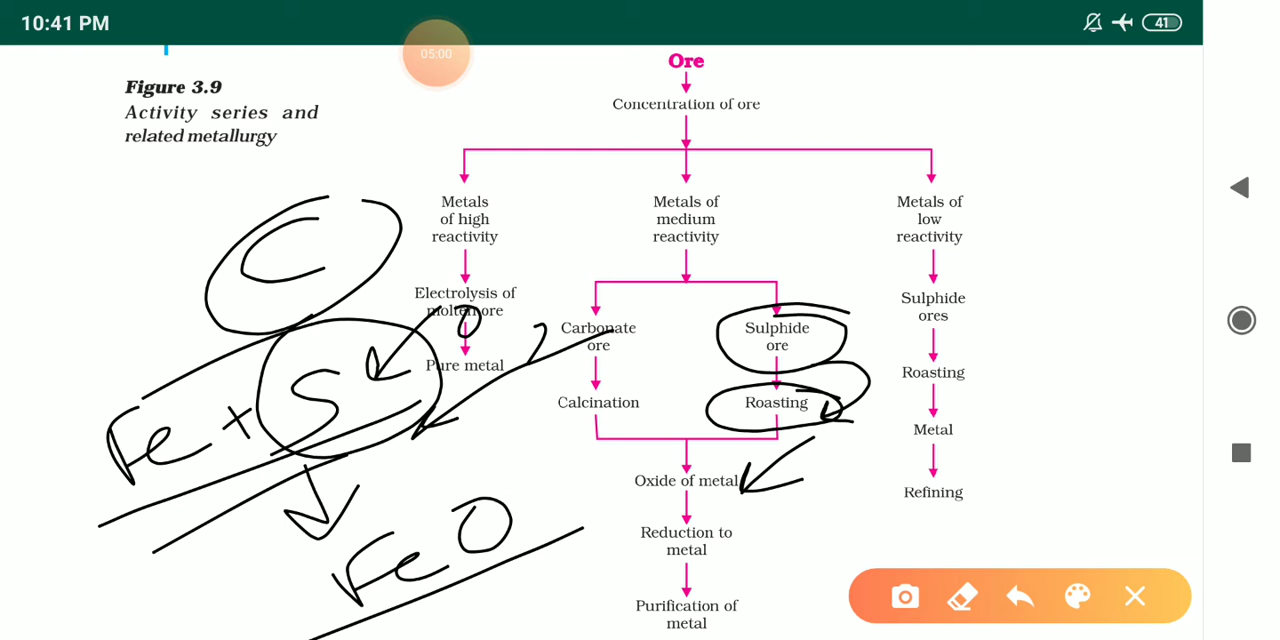 10:41 PM
41
05:00
Figure 3.9
Activity series and
related metallurgy
Ore
Concentration of ore
Metals
of high
reactivity
Metals of
medium
reactivity
Metals of
low
reactivity
Electrolysis of
molten ore
Pure metal
Carbonate
ore
Calcination
Sulphide
ore
Roasting
Sulphide
ores
Roasting
Metal
Refining
Oxide of metal
Reduction to
metal
Purification of
metal
C
O
Fe + S
FeO